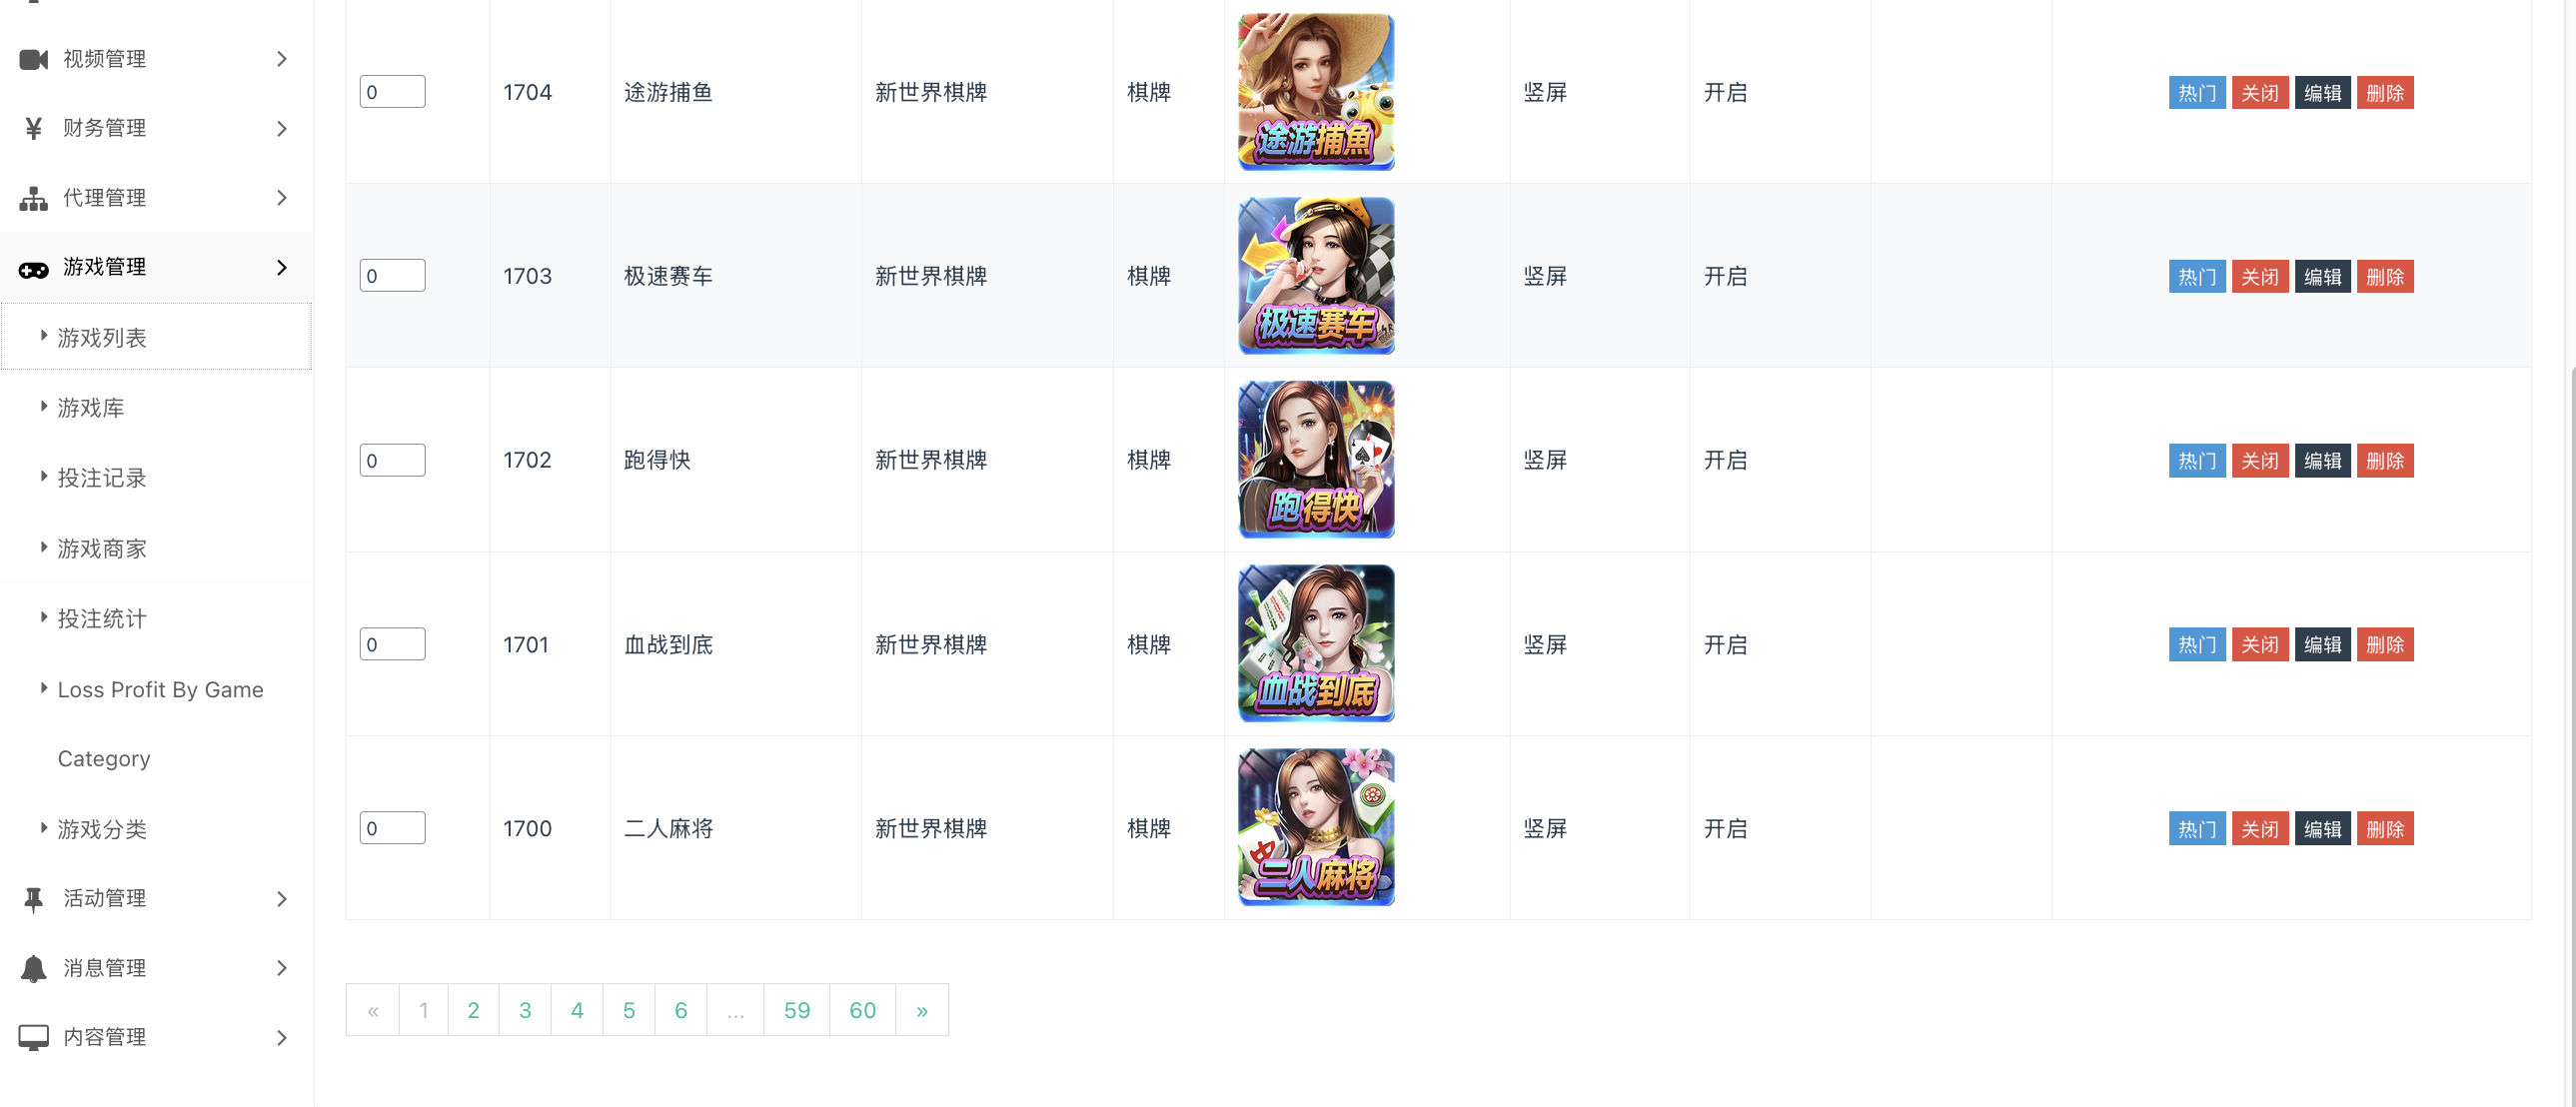 视频管理
¥ 财务管理
代理管理
游戏管理
游戏列表
游戏库
投注记录
游戏商家
投注统计
Loss Profit By Game
Category
游戏分类
活动管理
消息管理
内容管理
0 1704 途游捕鱼 新世界棋牌 棋牌 途游捕魚 竖屏 开启 热门 关闭 编辑 删除
0 1703 极速赛车 新世界棋牌 棋牌 极速赛车 竖屏 开启 热门 关闭 编辑 删除
0 1702 跑得快 新世界棋牌 棋牌 跑得快 竖屏 开启 热门 关闭 编辑 删除
0 1701 血战到底 新世界棋牌 棋牌 血战到底 竖屏 开启 热门 关闭 编辑 删除
0 1700 二人麻将 新世界棋牌 棋牌 中 二人麻将 竖屏 开启 热门 关闭 编辑 删除
« 1 2 3 4 5 6 ... 59 60 »